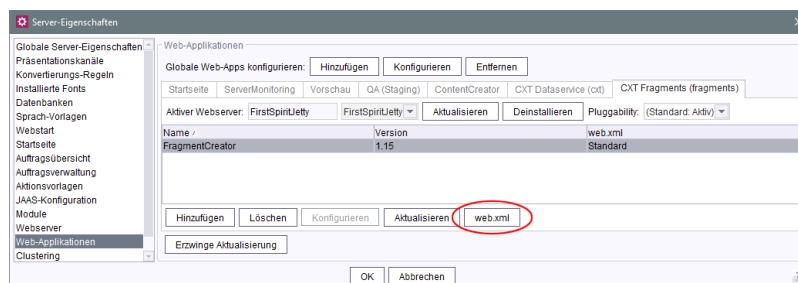 Server-Eigenschaften
Globale Server-Eigenschaften
Präsentationskanäle
Konvertierungs-Regeln
Installierte Fonts
Datenbanken
Sprach-Vorlagen
Webstart
Startseite
Auftragsübersicht
Auftragsverwaltung
Aktionsvorlagen
JAAS-Konfiguration
Module
Webserver
Web-Applikationen
Clustering
Web-Applikationen
Globale Web-Apps konfigurieren: Hinzufügen Konfigurieren Entfernen
Startseite ServerMonitoring Vorschau QA (Staging) ContentCreator CXT Dataservice (cxt) CXT Fragments (fragments)
Aktiver Webserver: FirstSpiritJetty FirstSpiritJetty Aktualisieren Deinstallieren Pluggability: (Standard: Aktiv)
Name Version web.xml
FragmentCreator 1.15 Standard
Hinzufügen Löschen Konfigurieren Aktualisieren web.xml
Erzwinge Aktualisierung
OK Abbrechen